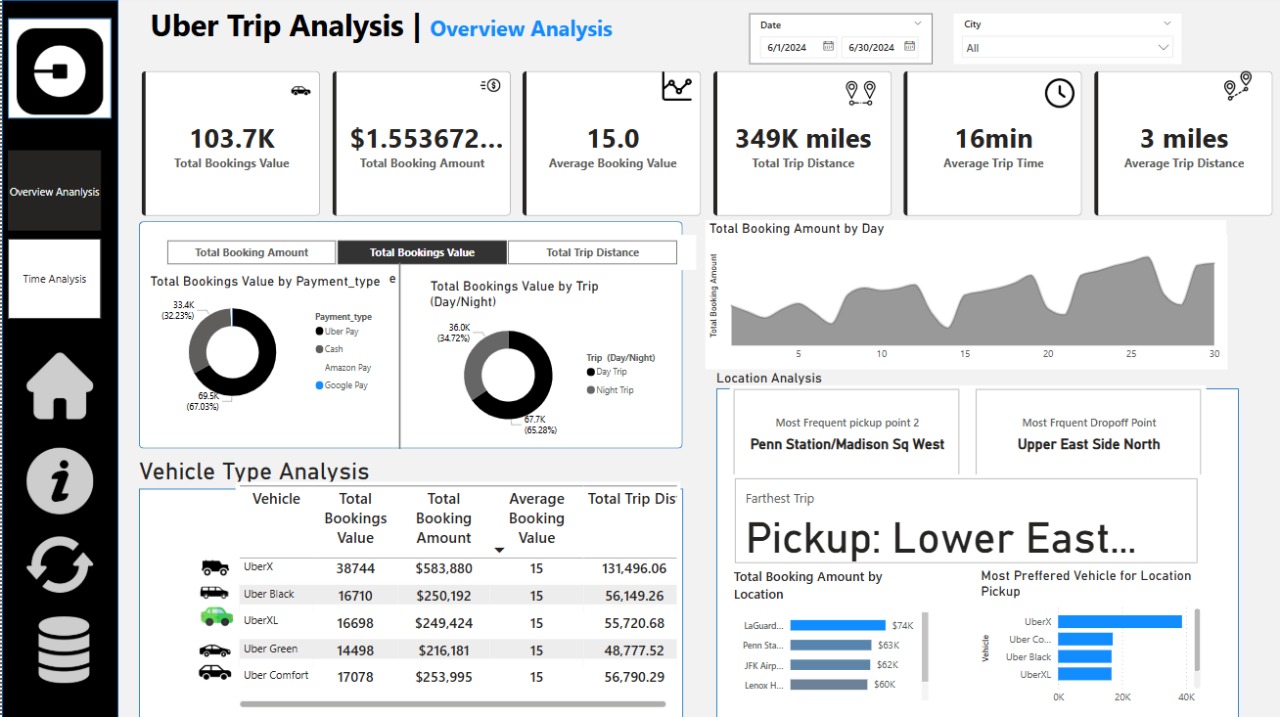 Uber Trip Analysis | Overview Analysis
Date
6/1/2024 6/30/2024
City
All
Overview Ananlysis
Time Analysis
103.7K
Total Bookings Value
$1.553672...
Total Booking Amount
15.0
Average Booking Value
349K miles
Total Trip Distance
16min
Average Trip Time
3 miles
Average Trip Distance
Total Booking Amount
Total Bookings Value
Total Trip Distance
Total Bookings Value by Payment_type
e
33.4K
(32.23%)
69.5K
(67.03%)
Payment_type
Uber Pay
Cash
Amazon Pay
Google Pay
Total Bookings Value by Trip
(Day/Night)
36.0K
(34.72%)
67.7K
(65.28%)
Trip (Day/Night)
Day Trip
Night Trip
Total Booking Amount by Day
Total Booking Amount
5 10 15 20 25 30
Vehicle Type Analysis
Vehicle Total Bookings Value Total Booking Amount Average Booking Value Total Trip Dis
UberX 38744 $583,880 15 131,496.06
Uber Black 16710 $250,192 15 56,149.26
UberXL 16698 $249,424 15 55,720.68
Uber Green 14498 $216,181 15 48,777.52
Uber Comfort 17078 $253,995 15 56,790.29
Location Analysis
Most Frequent pickup point 2
Penn Station/Madison Sq West
Most Frquent Dropoff Point
Upper East Side North
Farthest Trip
Pickup: Lower East...
Total Booking Amount by
Location
LaGuard... $74K
Penn Sta... $63K
JFK Airp... $62K
Lenox H... $60K
Most Preffered Vehicle for Location
Pickup
Vehicle
UberX
Uber Co...
Uber Black
UberXL
0K 20K 40K